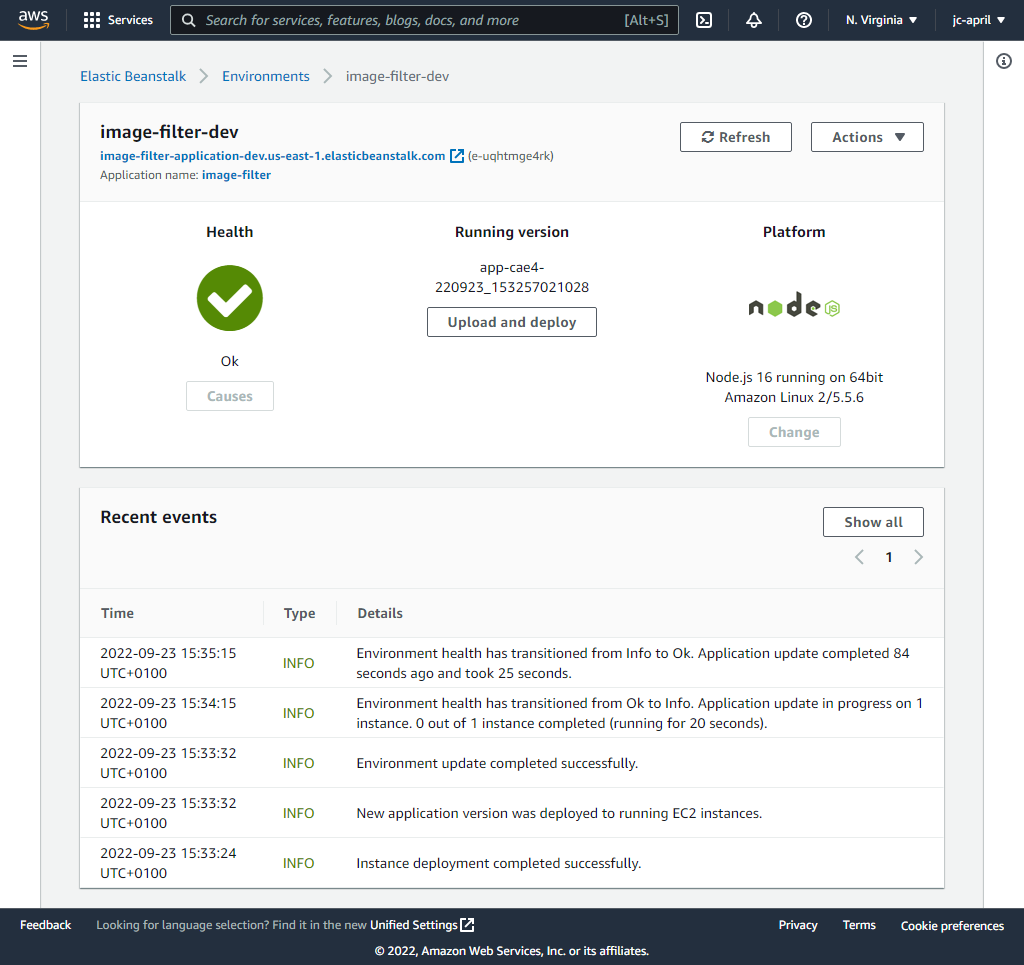 aws Services Search for services, features, blogs, docs, and more [Alt+S] N. Virginia jc-april
Elastic Beanstalk Environments image-filter-dev
image-filter-dev
Refresh Actions
image-filter-application-dev.us-east-1.elasticbeanstalk.com (e-uqhtmge4rk)
Application name: image-filter
Health
Ok
Causes
Running version
app-cae4-
220923_153257021028
Upload and deploy
Platform
node JS
Node.js 16 running on 64bit
Amazon Linux 2/5.5.6
Change
Recent events
Show all
1
Time Type Details
2022-09-23 15:35:15
UTC+0100
INFO
Environment health has transitioned from Info to Ok. Application update completed 84
seconds ago and took 25 seconds.
2022-09-23 15:34:15
UTC+0100
INFO
Environment health has transitioned from Ok to Info. Application update in progress on 1
instance. 0 out of 1 instance completed (running for 20 seconds).
2022-09-23 15:33:32
UTC+0100
INFO
Environment update completed successfully.
2022-09-23 15:33:32
UTC+0100
INFO
New application version was deployed to running EC2 instances.
2022-09-23 15:33:24
UTC+0100
INFO
Instance deployment completed successfully.
Feedback Looking for language selection? Find it in the new Unified Settings Privacy Terms Cookie preferences
© 2022, Amazon Web Services, Inc. or its affiliates.